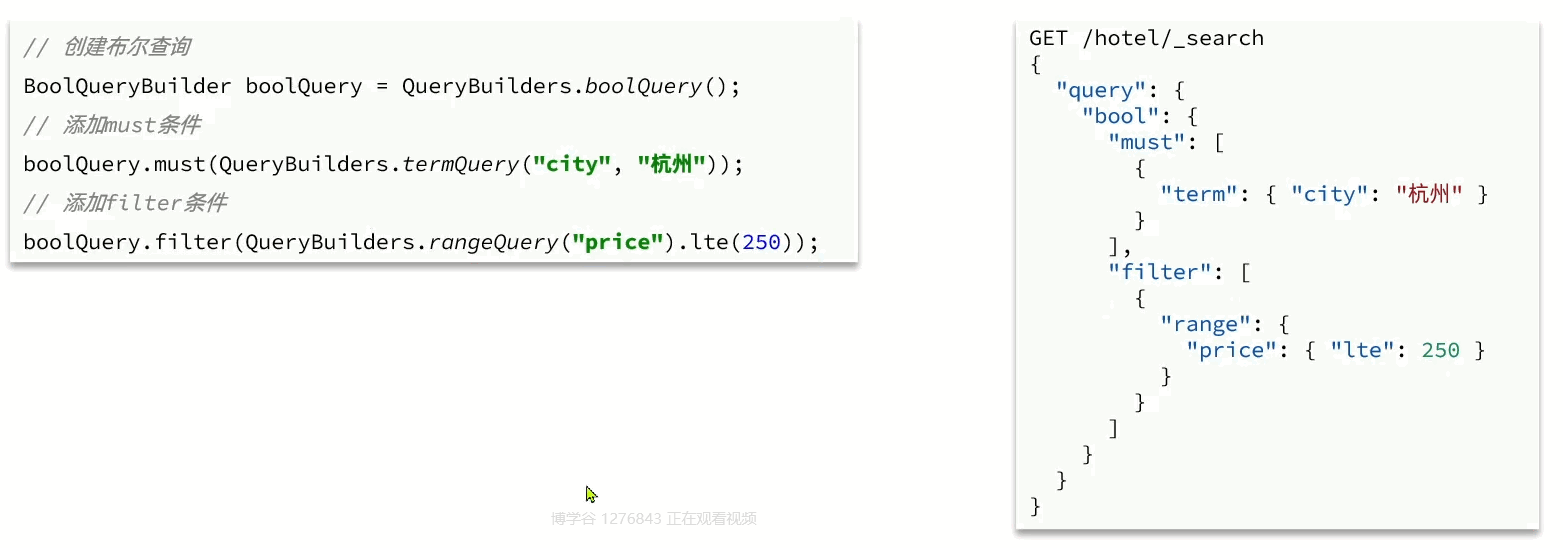 // 创建布尔查询
BoolQueryBuilder boolQuery = QueryBuilders.boolQuery();
// 添加must条件
boolQuery.must(QueryBuilders.termQuery("city", "杭州"));
// 添加filter条件
boolQuery.filter(QueryBuilders.rangeQuery("price").lte(250));
GET /hotel/_search
{
  "query": {
    "bool": {
      "must": [
        {
          "term": { "city": "杭州" }
        }
      ],
      "filter": [
        {
          "range": {
            "price": { "lte": 250 }
          }
        }
      ]
    }
  }
}
博学谷 1276843 正在观看视频